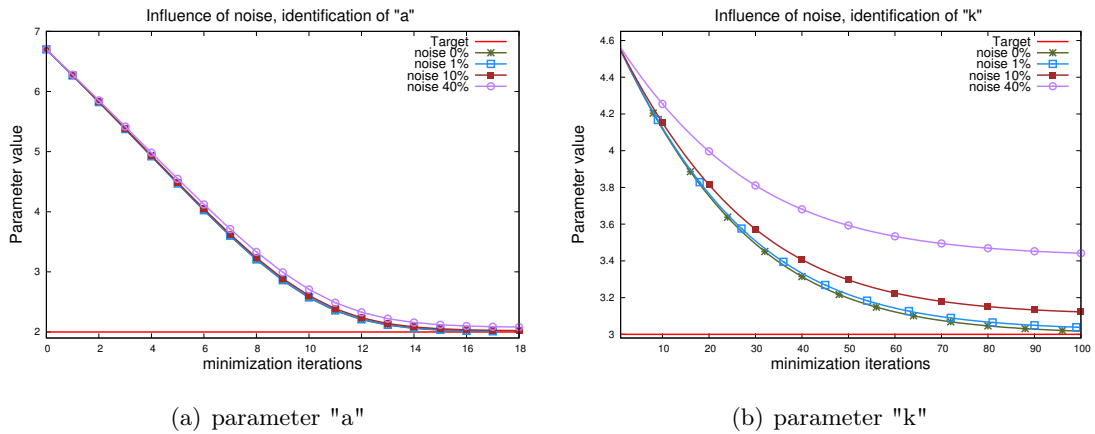 Influence of noise, identification of "a"
7
6
5
4
3
2
Parameter value
Target
noise 0%
noise 1%
noise 10%
noise 40%
0 2 4 6 8 10 12 14 16 18
minimization iterations
(a) parameter "a"
Influence of noise, identification of "k"
4.6
4.4
4.2
4
3.8
3.6
3.4
3.2
3
Parameter value
Target
noise 0%
noise 1%
noise 10%
noise 40%
10 20 30 40 50 60 70 80 90 100
minimization iterations
(b) parameter "k"